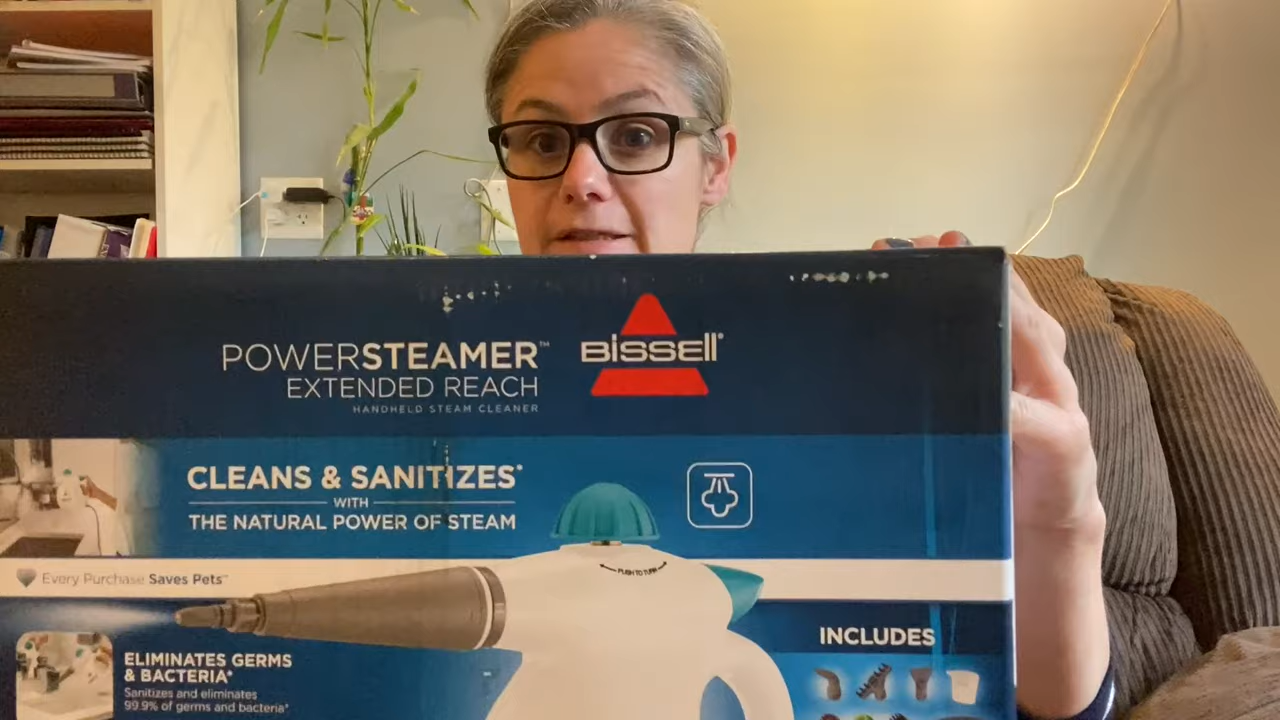 POWERSTEAMER™
EXTENDED REACH
HANDHELD STEAM CLEANER
BISSELL®
CLEANS & SANITIZES*
WITH
THE NATURAL POWER OF STEAM
Every Purchase Saves Pets™
PUSH TO TURN
ELIMINATES GERMS
& BACTERIA*
Sanitizes and eliminates
99.9% of germs and bacteria*
INCLUDES